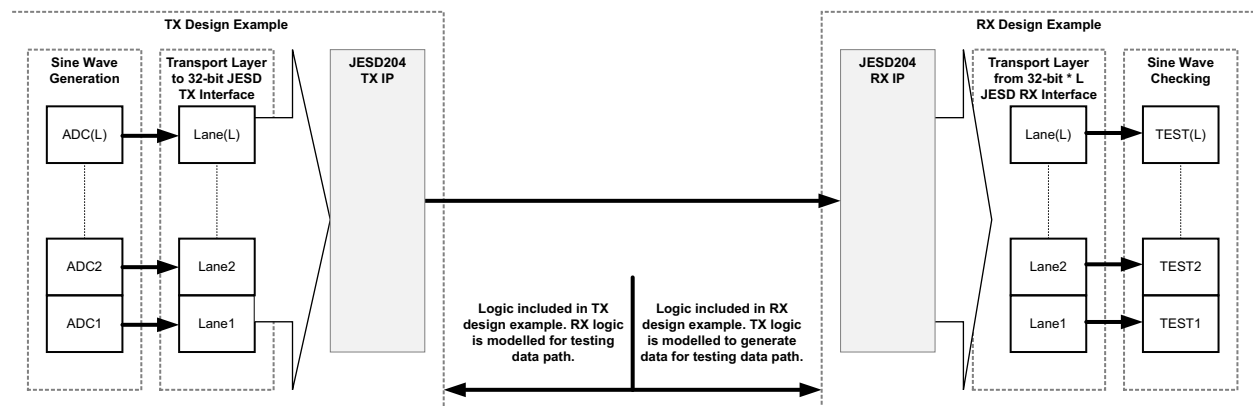 TX Design Example
Sine Wave
Generation
ADC(L)
ADC2
ADC1
Transport Layer
to 32-bit JESD
TX Interface
Lane(L)
Lane2
Lane1
JESD204
TX IP
Logic included in TX
design example. RX logic
is modelled for testing
data path.
Logic included in RX
design example. TX logic
is modelled to generate
data for testing data path.
RX Design Example
JESD204
RX IP
Transport Layer
from 32-bit * L
JESD RX Interface
Lane(L)
Lane2
Lane1
Sine Wave
Checking
TEST(L)
TEST2
TEST1